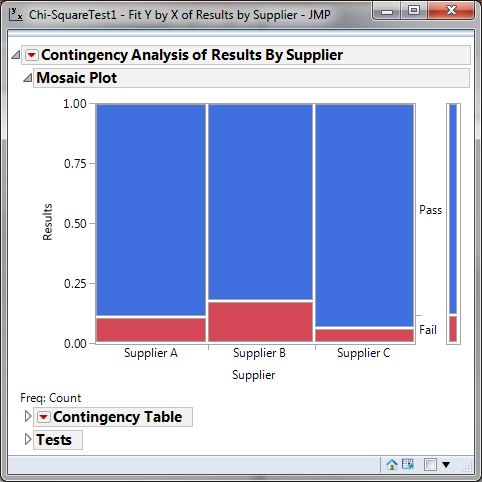 Chi-SquareTest1 - Fit Y by X of Results by Supplier - JMP
Contingency Analysis of Results By Supplier
Mosaic Plot
1.00
0.75
0.50
0.25
0.00
Results
Pass
Fail
Supplier A Supplier B Supplier C
Supplier
Freq: Count
Contingency Table
Tests